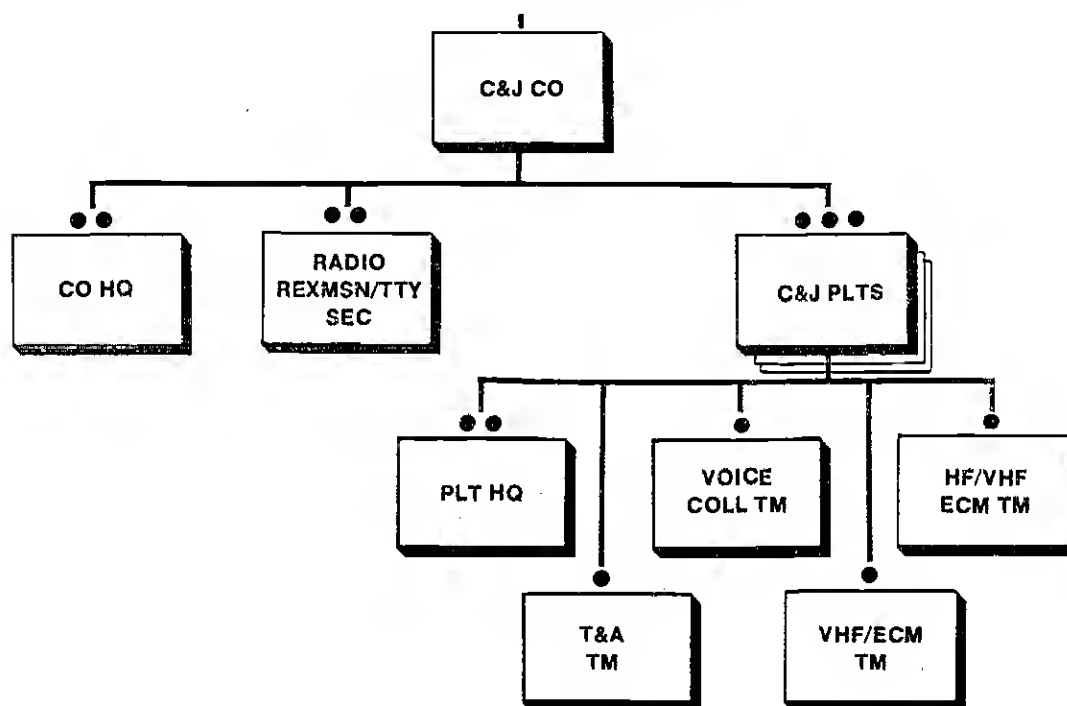 C&J CO
CO HQ
RADIO
REXMSN/TTY
SEC
C&J PLTS
PLT HQ
VOICE
COLL TM
HF/VHF
ECM TM
T&A
TM
VHF/ECM
TM